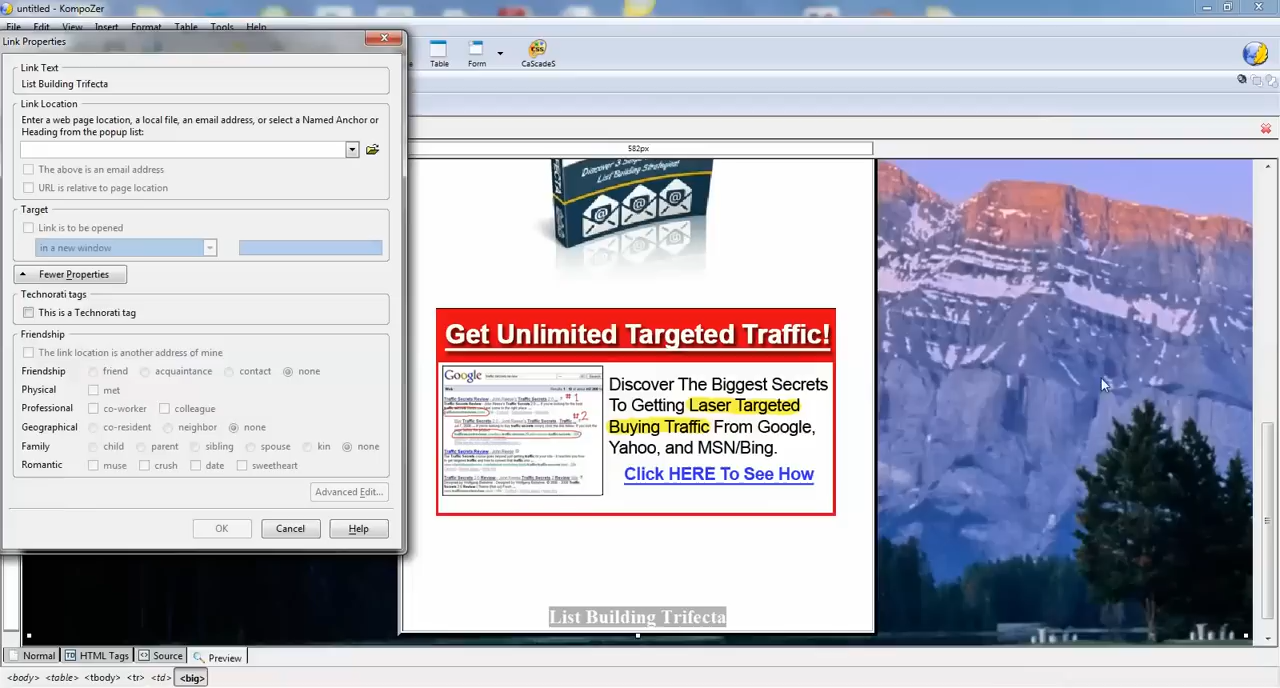 untitled - KompoZer
File Edit View Insert Format Table Tools Help
Link Properties
Table Form CaScadeS
Link Text
List Building Trifecta
Link Location
Enter a web page location, a local file, an email address, or select a Named Anchor or
Heading from the popup list:
The above is an email address
URL is relative to page location
Target
Link is to be opened
in a new window
Fewer Properties
Technorati tags
This is a Technorati tag
Friendship
The link location is another address of mine
Friendship friend acquaintance contact none
Physical met
Professional co-worker colleague
Geographical co-resident neighbor none
Family child parent sibling spouse kin none
Romantic: muse crush date sweetheart
Advanced Edit...
OK Cancel Help
582px
List Building Strategies!
Get Unlimited Targeted Traffic!
Google
#1
#2
Discover The Biggest Secrets
To Getting Laser Targeted
Buying Traffic From Google,
Yahoo, and MSN/Bing.
Click HERE To See How
List Building Trifecta
Normal HTML Tags Source Preview
<body> <table> <tbody> <tr> <td> <big>